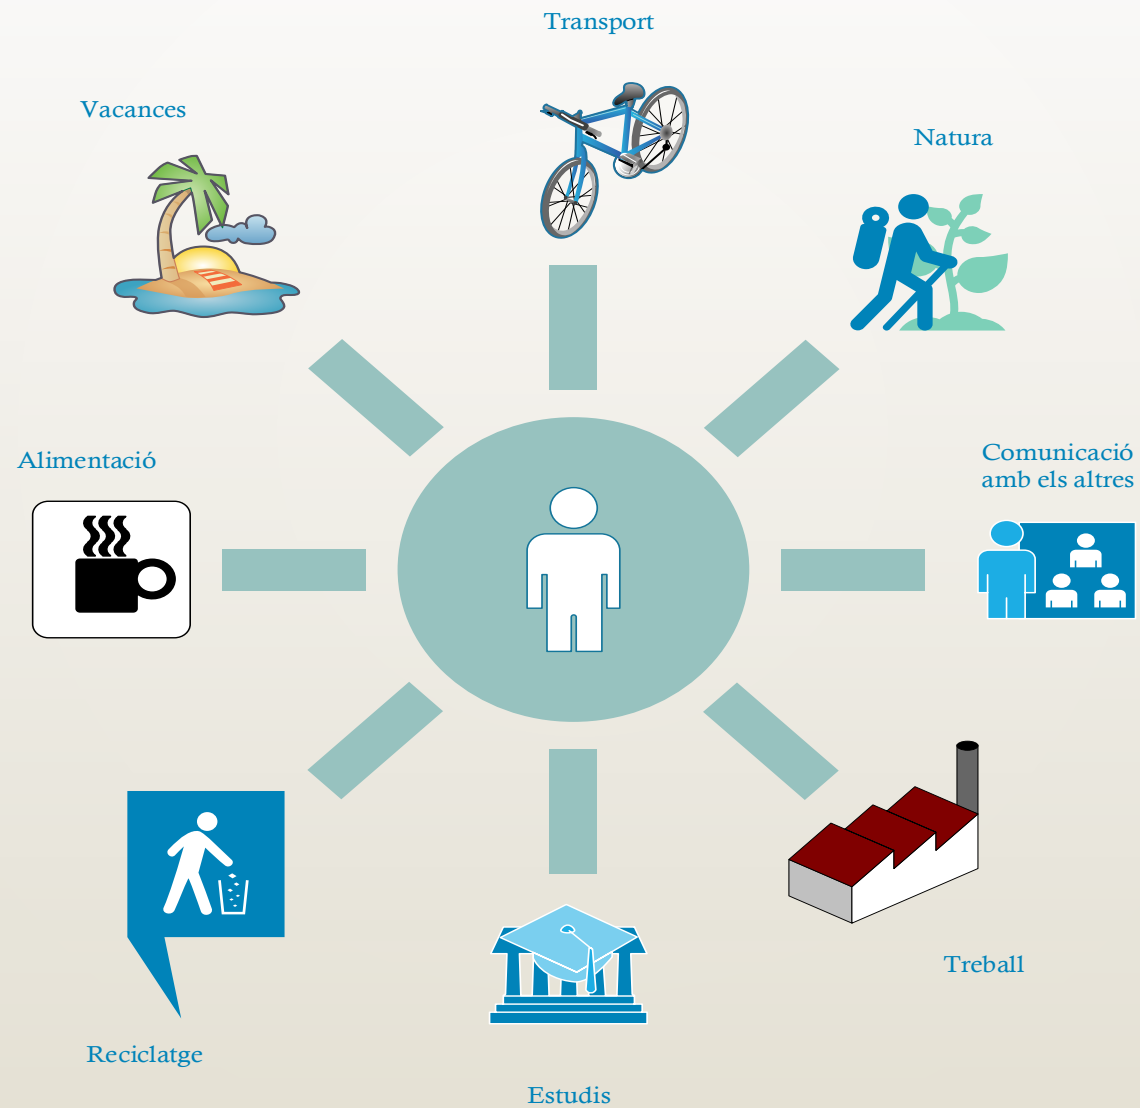 Transport
Vacances
Natura
Alimentació
Comunicació
amb els altres
Treball
Reciclatge
Estudis